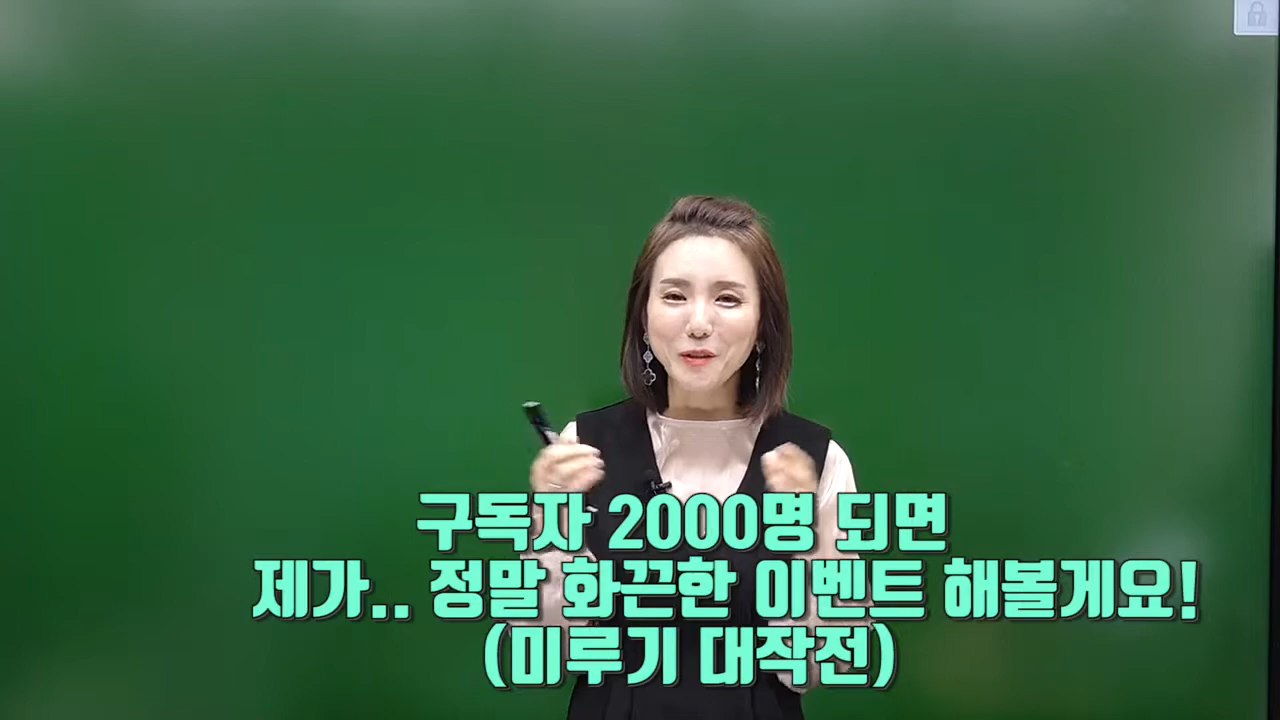 구독자 2000명 되면
제가.. 정말 화끈한 이벤트 해볼게요!
(미루기 대작전)